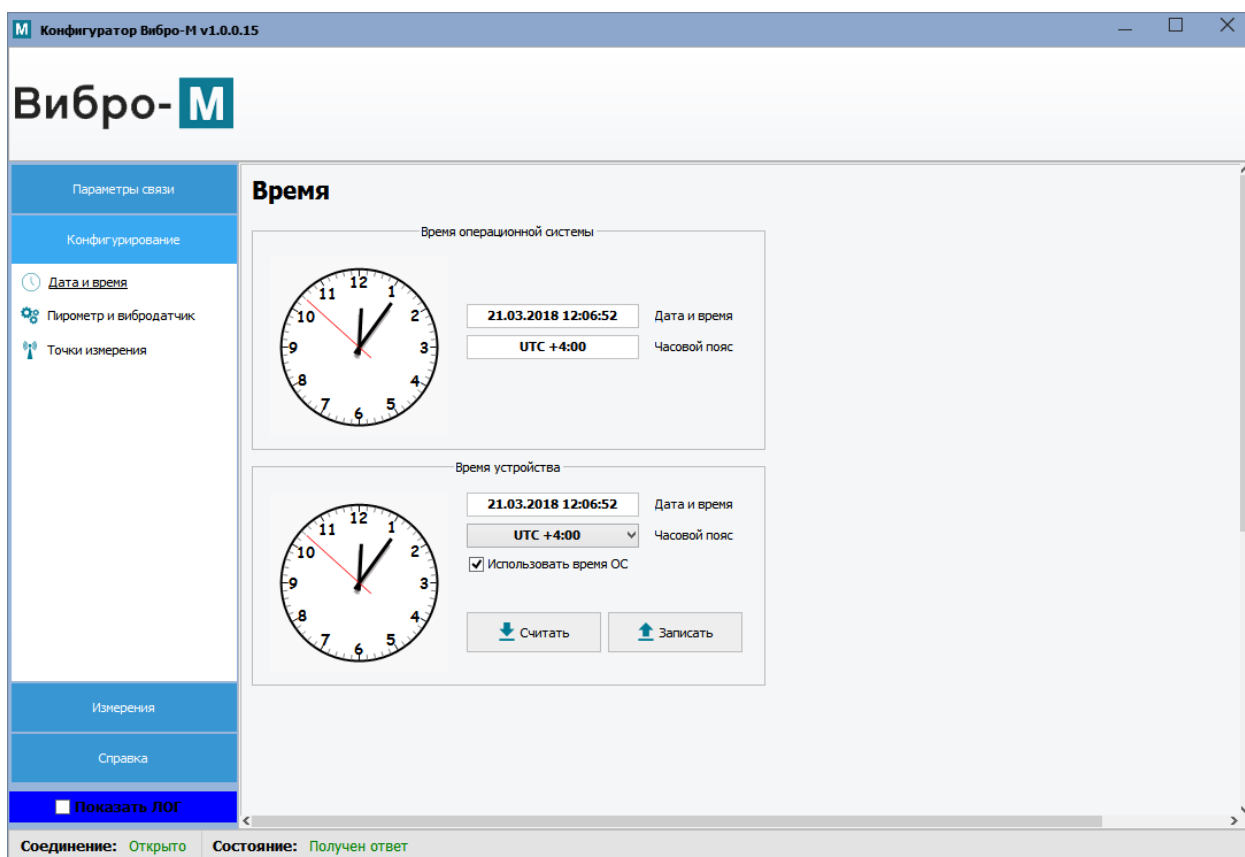 М Конфигуратор Вибро-М v1.0.0.15
Вибро-М
Параметры связи
Конфигурирование
Дата и время
Пирометр и вибродатчик
Точки измерения
Измерения
Справка
Показать ЛОГ
Время
Время операционной системы
12 1 2 3 4 5 6 7 8 9 10 11
21.03.2018 12:06:52 Дата и время
UTC +4:00 Часовой пояс
Время устройства
12 1 2 3 4 5 6 7 8 9 10 11
21.03.2018 12:06:52 Дата и время
UTC +4:00 Часовой пояс
Использовать время ОС
Считать Записать
Соединение: Открыто Состояние: Получен ответ